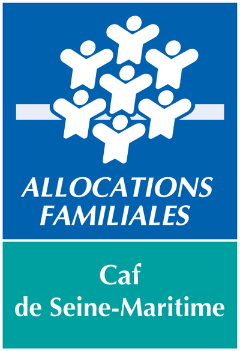 ALLOCATIONS
FAMILIALES
Caf
de Seine-Maritime